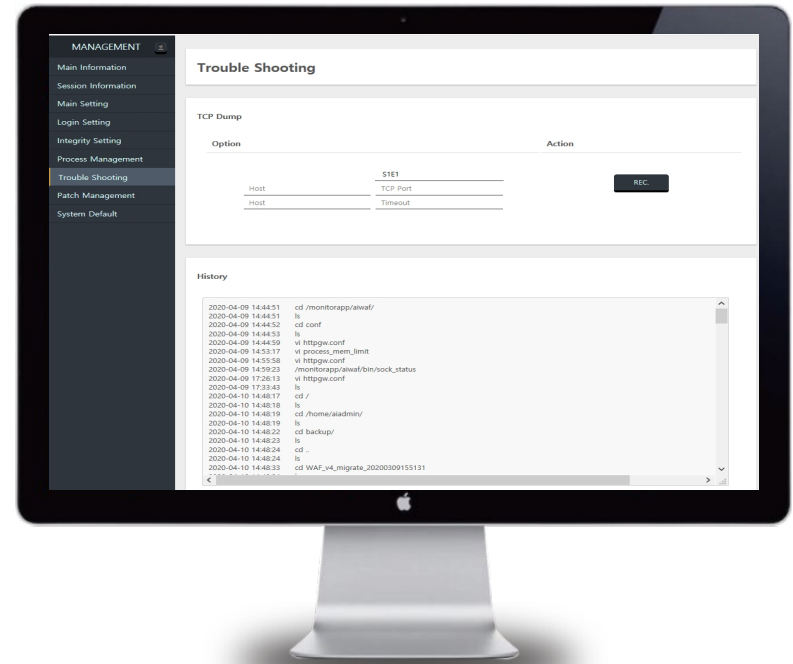 MANAGEMENT
Main Information
Session Information
Main Setting
Login Setting
Integrity Setting
Process Management
Trouble Shooting
Patch Management
System Default
Trouble Shooting
TCP Dump
Option Action
S1E1
Host TCP Port
REC.
Host Timeout
History
2020-04-09 14:44:51 cd /monitorapp/aiwaf/
2020-04-09 14:44:51 ls
2020-04-09 14:44:52 cd conf
2020-04-09 14:44:53 ls
2020-04-09 14:44:59 vi httpgw.conf
2020-04-09 14:53:17 vi process_mem_limit
2020-04-09 14:55:58 vi httpgw.conf
2020-04-09 14:59:23 /monitorapp/aiwaf/bin/sock_status
2020-04-09 17:26:13 vi httpgw.conf
2020-04-09 17:33:43 ls
2020-04-10 14:48:17 cd /
2020-04-10 14:48:18 ls
2020-04-10 14:48:19 cd /home/aiadmin/
2020-04-10 14:48:19 ls
2020-04-10 14:48:22 cd backup/
2020-04-10 14:48:23 ls
2020-04-10 14:48:24 cd ..
2020-04-10 14:48:24 ls
2020-04-10 14:48:33 cd WAF_v4_migrate_20200309155131